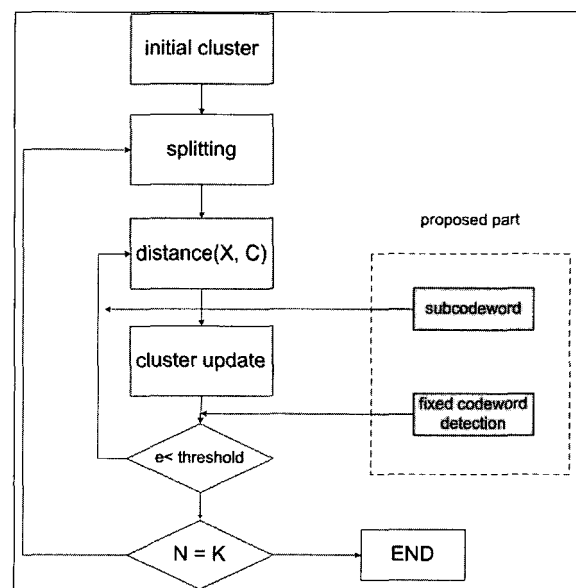 initial cluster
splitting
proposed part
distance(X, C)
subcodeword
cluster update
fixed codeword
detection
e< threshold
N = K
END